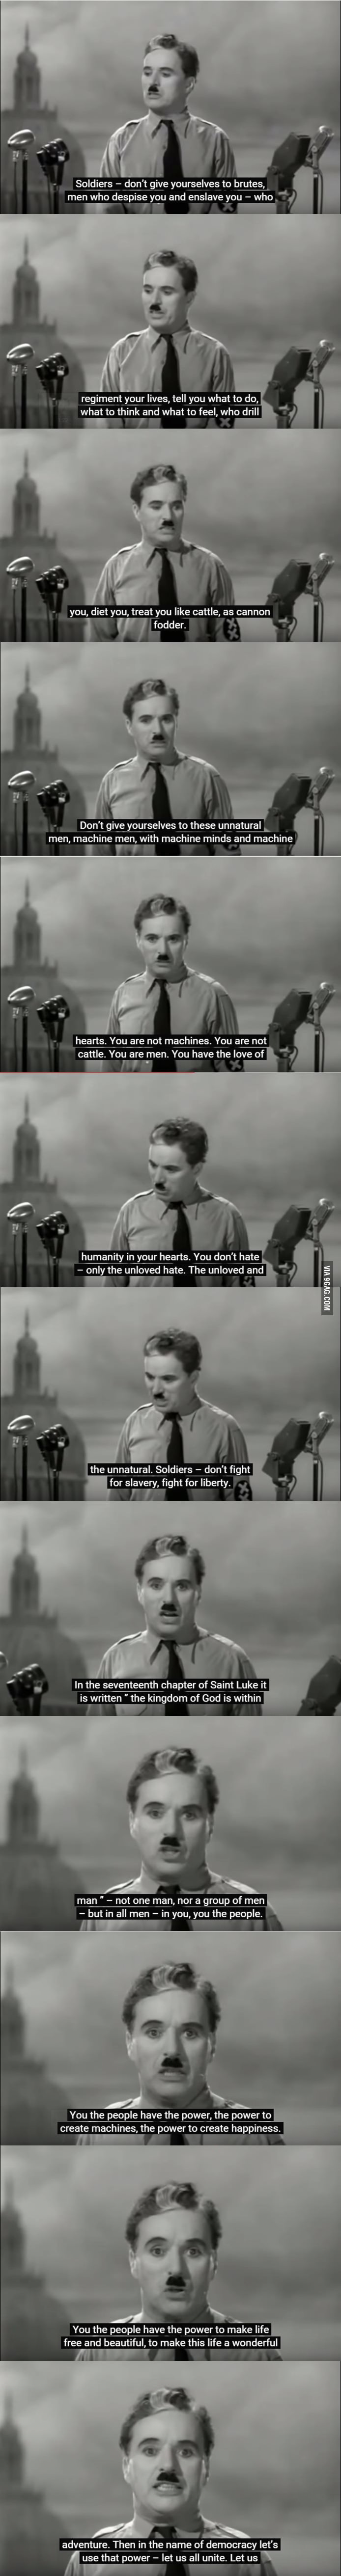 Soldiers – don't give yourselves to brutes,
men who despise you and enslave you – who
regiment your lives, tell you what to do,
what to think and what to feel, who drill
you, diet you, treat you like cattle, as cannon
fodder.
Don't give yourselves to these unnatural
men, machine men, with machine minds and machine
hearts. You are not machines. You are not
cattle. You are men. You have the love of
humanity in your hearts. You don't hate
– only the unloved hate. The unloved and
VIA 9GAG.COM
the unnatural. Soldiers – don't fight
for slavery, fight for liberty.
In the seventeenth chapter of Saint Luke it
is written " the kingdom of God is within
man " – not one man, nor a group of men
– but in all men – in you, you the people.
You the people have the power, the power to
create machines, the power to create happiness.
You the people have the power to make life
free and beautiful, to make this life a wonderful
adventure. Then in the name of democracy let's
use that power – let us all unite. Let us